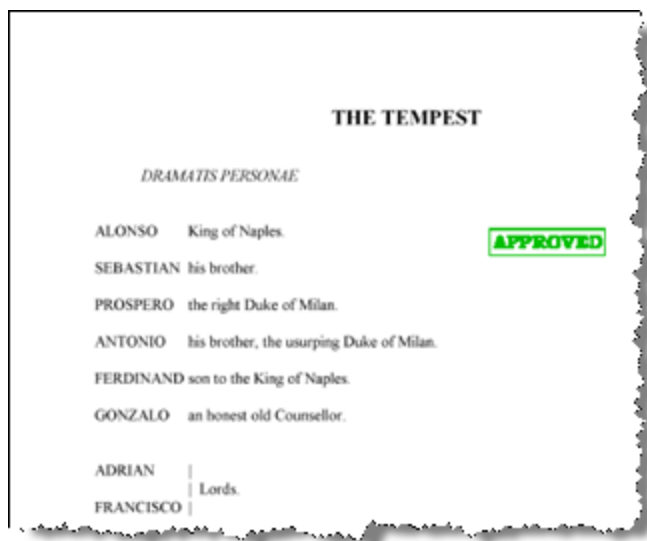 THE TEMPEST
DRAMATIS PERSONAE
ALONSO King of Naples.
APPROVED
SEBASTIAN his brother.
PROSPERO the right Duke of Milan.
ANTONIO his brother, the usurping Duke of Milan.
FERDINAND son to the King of Naples.
GONZALO an honest old Counsellor.
ADRIAN |
| Lords.
FRANCISCO |